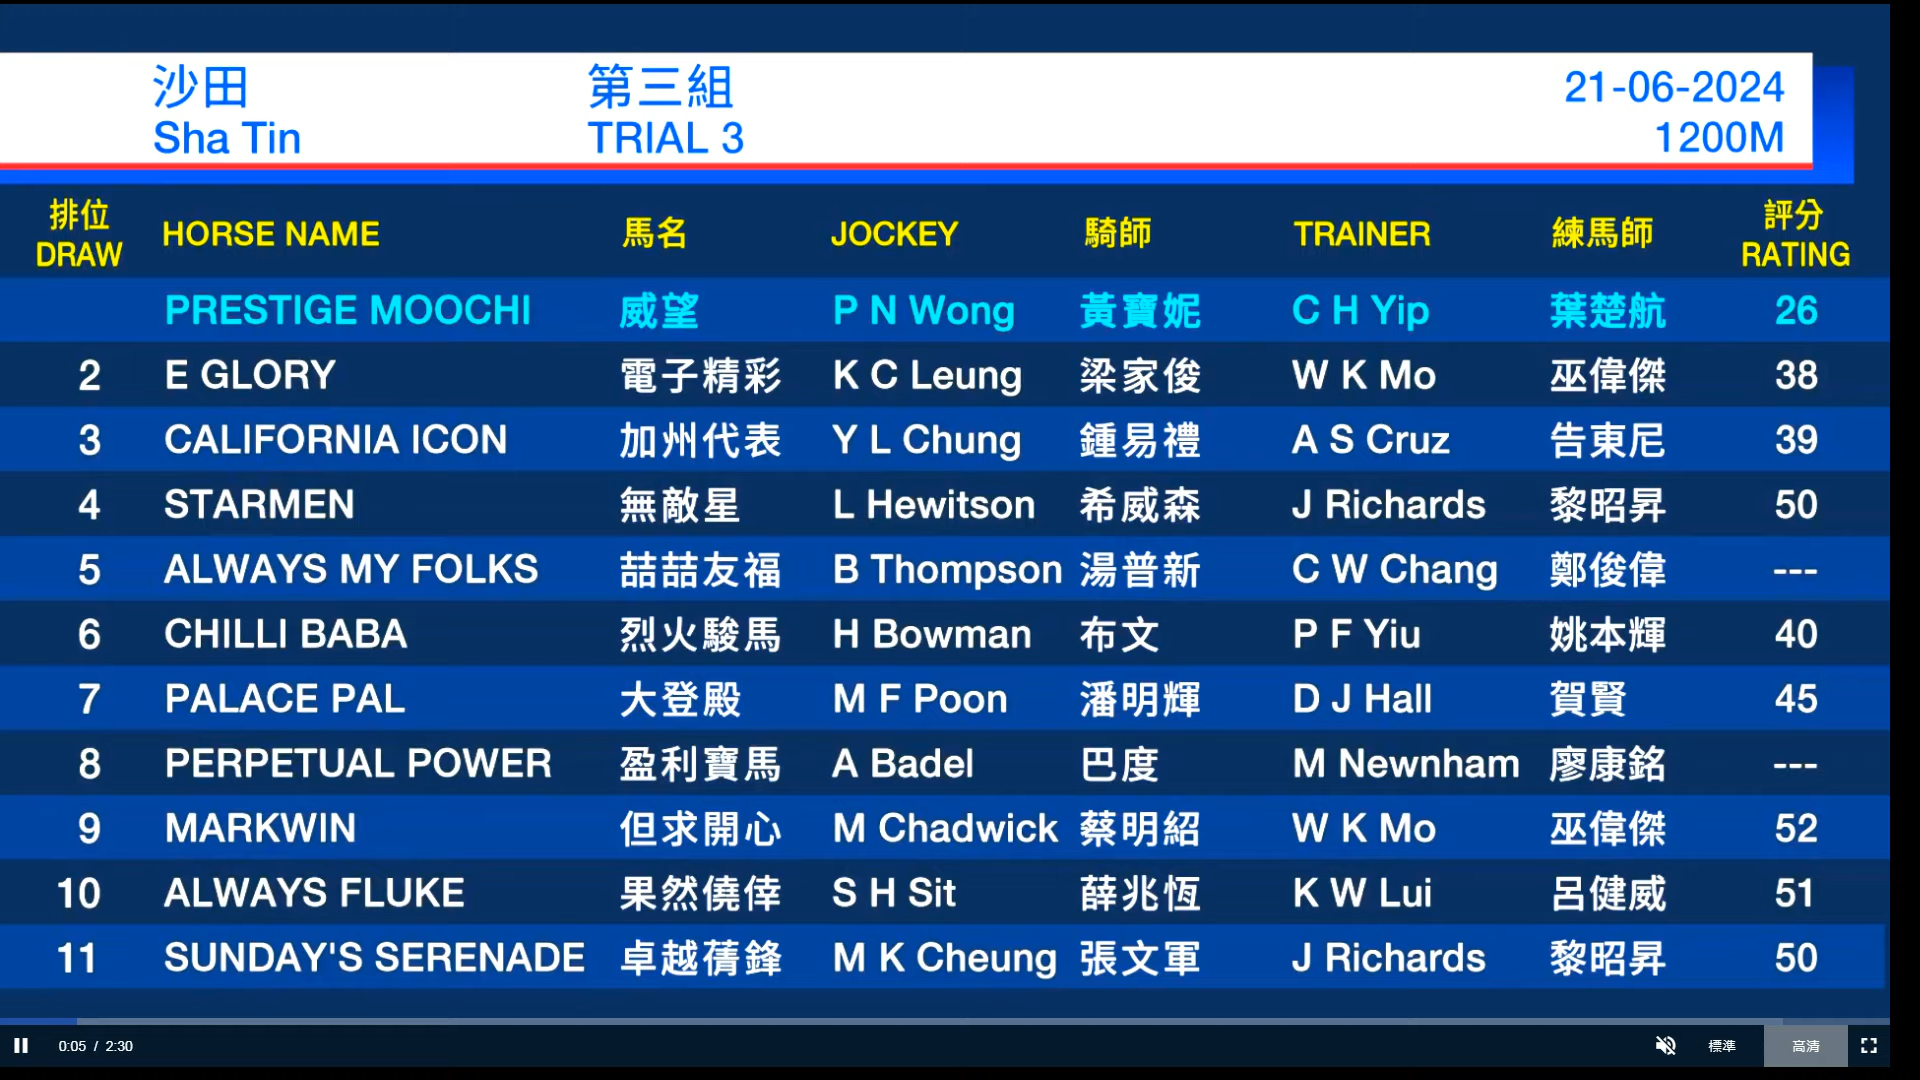 沙田 第三組 21-06-2024
Sha Tin TRIAL 3 1200M
排位 評分
DRAW HORSE NAME 馬名 JOCKEY 騎師 TRAINER 練馬師 RATING
PRESTIGE MOOCHI 威望 P N Wong 黃寶妮 C H Yip 葉楚航 26
2 E GLORY 電子精彩 K C Leung 梁家俊 W K Mo 巫偉傑 38
3 CALIFORNIA ICON 加州代表 Y L Chung 鍾易禮 A S Cruz 告東尼 39
4 STARMEN 無敵星 L Hewitson 希威森 J Richards 黎昭昇 50
5 ALWAYS MY FOLKS 喆喆友福 B Thompson 湯普新 C W Chang 鄭俊偉 ---
6 CHILLI BABA 烈火駿馬 H Bowman 布文 P F Yiu 姚本輝 40
7 PALACE PAL 大登殿 M F Poon 潘明輝 D J Hall 賀賢 45
8 PERPETUAL POWER 盈利寶馬 A Badel 巴度 M Newnham 廖康銘 ---
9 MARKWIN 但求開心 M Chadwick 蔡明紹 W K Mo 巫偉傑 52
10 ALWAYS FLUKE 果然僥倖 S H Sit 薛兆恆 K W Lui 呂健威 51
11 SUNDAY'S SERENADE 卓越蒨鋒 M K Cheung 張文軍 J Richards 黎昭昇 50
0:05 / 2:30 標準 高清